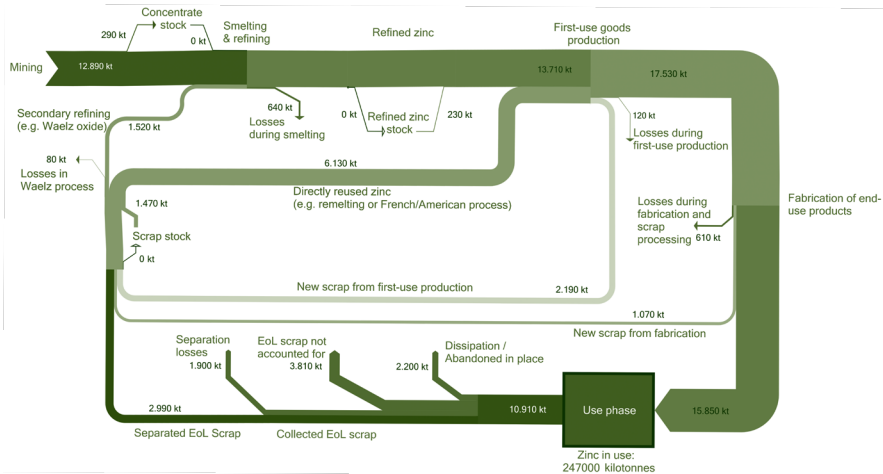 Concentrate
stock
290 kt
0 kt
Smelting
& refining
Refined zinc
First-use goods
production
Mining
12.890 kt
13.710 kt
17.530 kt
Secondary refining
(e.g. Waelz oxide)
1.520 kt
640 kt
Losses
during smelting
0 kt
Refined zinc
stock
230 kt
120 kt
Losses during
first-use production
80 kt
Losses in
Waelz process
6.130 kt
Directly reused zinc
(e.g. remelting or French/American process)
1.470 kt
Scrap stock
0 kt
Losses during
fabrication and
scrap
processing
610 kt
Fabrication of end-
use products
New scrap from first-use production
2.190 kt
1.070 kt
New scrap from fabrication
Separation
losses
1.900 kt
EoL scrap not
accounted for
3.810 kt
Dissipation /
Abandoned in place
2.200 kt
2.990 kt
Separated EoL Scrap
Collected EoL scrap
10.910 kt
Use phase
15.850 kt
Zinc in use:
247000 kilotonnes